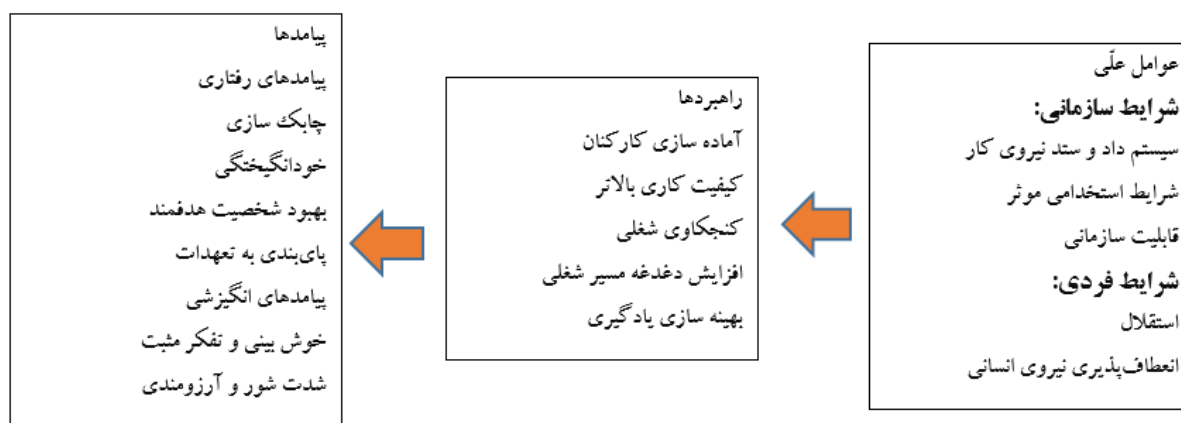 عوامل علّی
شرایط سازمانی:
سیستم داد و ستد نیروی کار
شرایط استخدامی موثر
قابلیت سازمانی
شرایط فردی:
استقلال
انعطاف‌پذیری نیروی انسانی
راهبردها
آماده سازی کارکنان
کیفیت کاری بالاتر
کنجکاوی شغلی
افزایش دغدغه مسیر شغلی
بهینه سازی یادگیری
پیامدها
پیامدهای رفتاری
چابک سازی
خودانگیختگی
بهبود شخصیت هدفمند
پای‌بندی به تعهدات
پیامدهای انگیزشی
خوش بینی و تفکر مثبت
شدت شور و آرزومندی